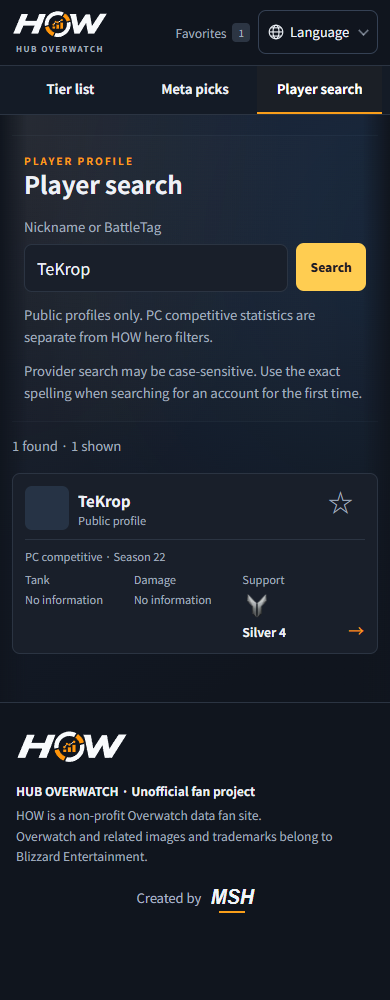 HOW
HUB OVERWATCH
Favorites 1
Language
Tier list
Meta picks
Player search
PLAYER PROFILE
Player search
Nickname or BattleTag
TeKrop
Search
Public profiles only. PC competitive statistics are
separate from HOW hero filters.
Provider search may be case-sensitive. Use the exact
spelling when searching for an account for the first time.
1 found · 1 shown
TeKrop
Public profile
PC competitive · Season 22
Tank
No information
Damage
No information
Support
Silver 4
→
HOW
HUB OVERWATCH · Unofficial fan project
HOW is a non-profit Overwatch data fan site.
Overwatch and related images and trademarks belong to
Blizzard Entertainment.
Created by MSH